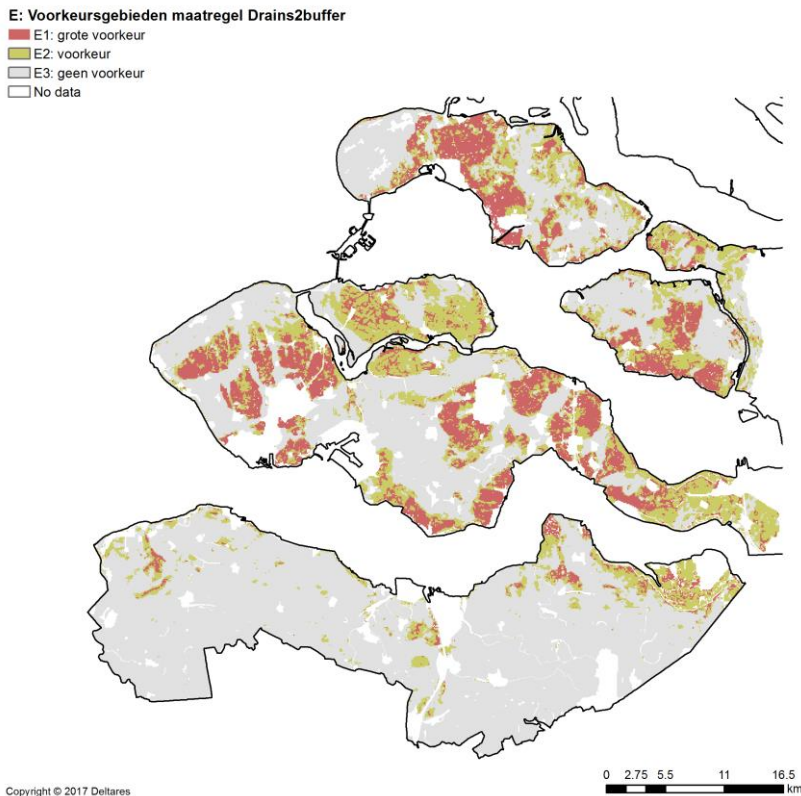 E: Voorkeursgebieden maatregel Drains2buffer
E1: grote voorkeur
E2: voorkeur
E3: geen voorkeur
No data
0 2.75 5.5 11 16.5
km
Copyright © 2017 Deltares